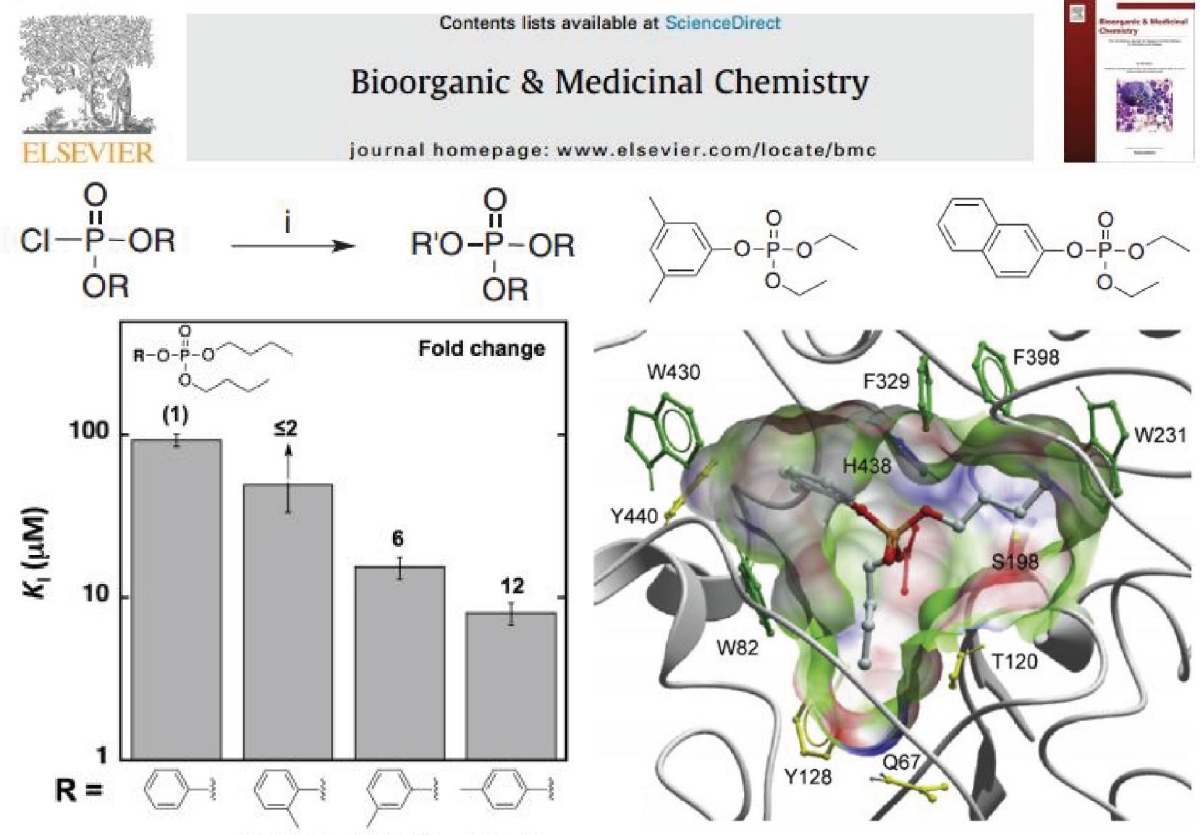 Contents lists available at ScienceDirect
Bioorganic & Medicinal Chemistry
journal homepage: www.elsevier.com/locate/bmc
ELSEVIER
Bioorganic & Medicinal
Chemistry
O
Cl P OR
OR
i
O
R'O P OR
OR
O
O P O
O
O
O P O
O
O
R O P O
O
Fold change
(1)
≤2
6
12
100
10
1
KI (μM)
R =
W430
F329
F398
W231
H438
Y440
S198
W82
T120
Y128
Q67